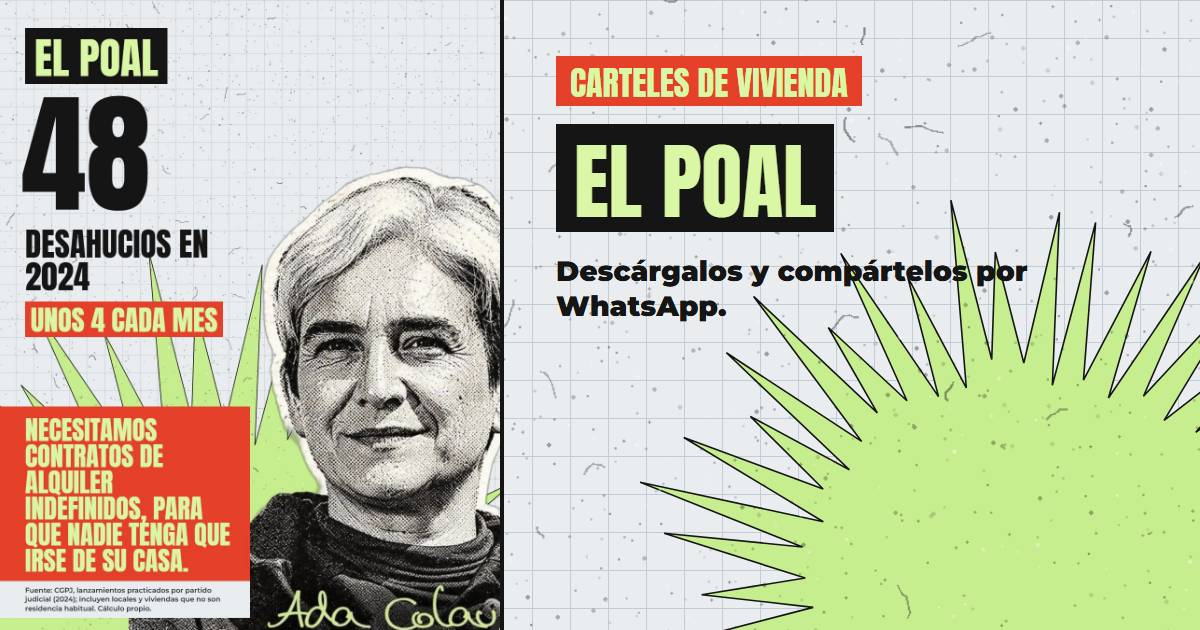 EL POAL
48
DESAHUCIOS EN
2024
UNOS 4 CADA MES
NECESITAMOS
CONTRATOS DE
ALQUILER
INDEFINIDOS, PARA
QUE NADIE TENGA QUE
IRSE DE SU CASA.
Fuente: CGPJ, lanzamientos practicados por partido
judicial (2024); incluyen locales y viviendas que no son
residencia habitual. Cálculo propio.
Ada Colau
CARTELES DE VIVIENDA
EL POAL
Descárgalos y compártelos por
WhatsApp.